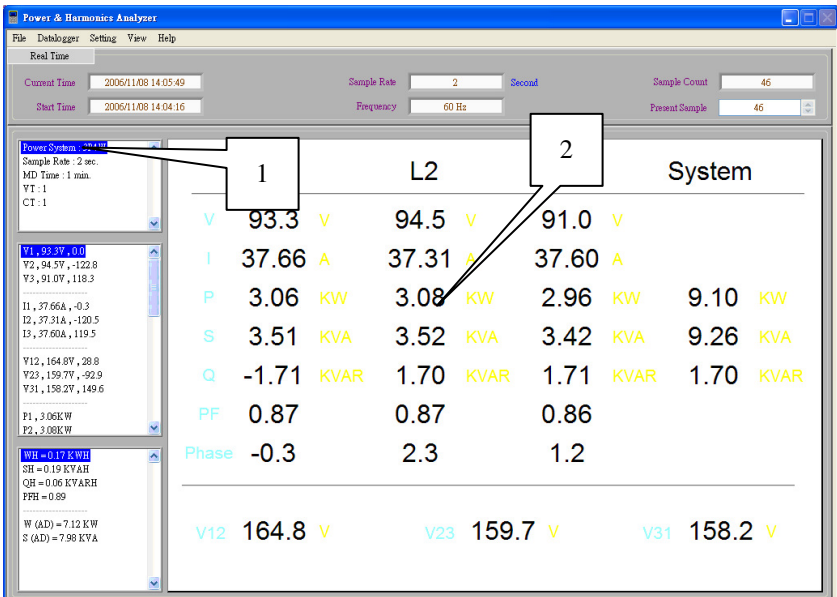 Power & Harmonics Analyzer
File Datalogger Setting View Help
Real Time
Current Time 2006/11/08 14:05:49 Sample Rate 2 Second Sample Count 46
Start Time 2006/11/08 14:04:16 Frequency 60 Hz Present Sample 46
Power System :
Sample Rate : 2 sec.
MD Time : 1 min.
VT : 1
CT : 1
1
2
L2 System
V 93.3 V 94.5 V 91.0 V
I 37.66 A 37.31 A 37.60 A
P 3.06 KW 3.08 KW 2.96 KW 9.10 KW
S 3.51 KVA 3.52 KVA 3.42 KVA 9.26 KVA
Q -1.71 KVAR 1.70 KVAR 1.71 KVAR 1.70 KVAR
PF 0.87 0.87 0.86
Phase -0.3 2.3 1.2
V12 164.8 V V23 159.7 V V31 158.2 V
V1 , 93.3V , 0.0
V2 , 94.5V , -122.8
V3 , 91.0V , 118.3
I1 , 37.66A , -0.3
I2 , 37.31A , -120.5
I3 , 37.60A , 119.5
V12 , 164.8V , 28.8
V23 , 159.7V , -92.9
V31 , 158.2V , 149.6
P1 , 3.06KW
P2 , 3.08KW
WH = 0.17 KWH
SH = 0.19 KVAH
QH = 0.06 KVARH
PFH = 0.89
W (AD) = 7.12 KW
S (AD) = 7.98 KVA